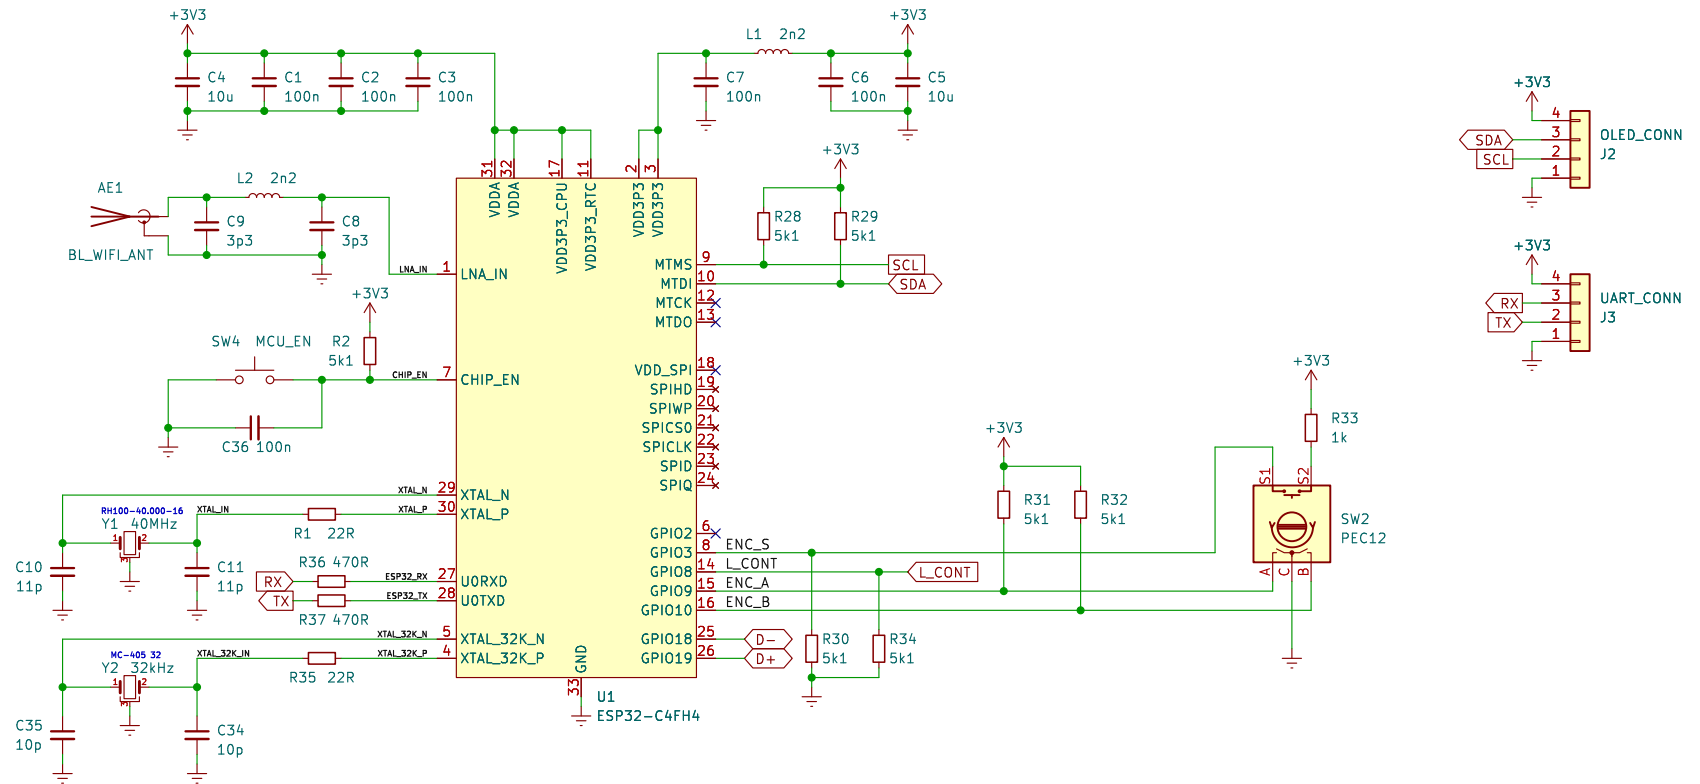 +3V3
C4
10u
C1
100n
C2
100n
C3
100n
L1 2n2
+3V3
C7
100n
C6
100n
C5
10u
31
32
17
11
2
3
VDDA
VDDA
VDD3P3_CPU
VDD3P3_RTC
VDD3P3
VDD3P3
AE1
L2 2n2
C9
3p3
C8
3p3
BL_WIFI_ANT
LNA_IN
1
LNA_IN
+3V3
SW4 MCU_EN
R2
5k1
CHIP_EN
7
CHIP_EN
C36 100n
XTAL_N
29
XTAL_N
RH100-40.000-16
XTAL_IN
XTAL_P
30
XTAL_P
Y1 40MHz
R1 22R
1
2
3
C10
11p
C11
11p
R36 470R
RX
ESP32_RX
27
U0RXD
TX
ESP32_TX
28
U0TXD
R37 470R
XTAL_32K_N
5
XTAL_32K_N
MC-405 32
XTAL_32K_IN
XTAL_32K_P
4
XTAL_32K_P
Y2 32kHz
R35 22R
1
2
3
C35
10p
C34
10p
GND
33
U1
ESP32-C4FH4
+3V3
R28
5k1
R29
5k1
MTMS
9
SCL
MTDI
10
SDA
MTCK
12
MTDO
13
VDD_SPI
18
SPIHD
19
SPIWP
20
SPICS0
21
SPICLK
22
SPID
23
SPIQ
24
GPIO2
6
GPIO3
8
ENC_S
GPIO8
14
L_CONT
L_CONT
GPIO9
15
ENC_A
GPIO10
16
ENC_B
GPIO18
25
D-
GPIO19
26
D+
R30
5k1
R34
5k1
+3V3
R31
5k1
R32
5k1
+3V3
R33
1k
S1
S2
SW2
PEC12
A
C
B
+3V3
4
SDA
3
SCL
2
1
OLED_CONN
J2
+3V3
4
RX
3
TX
2
1
UART_CONN
J3